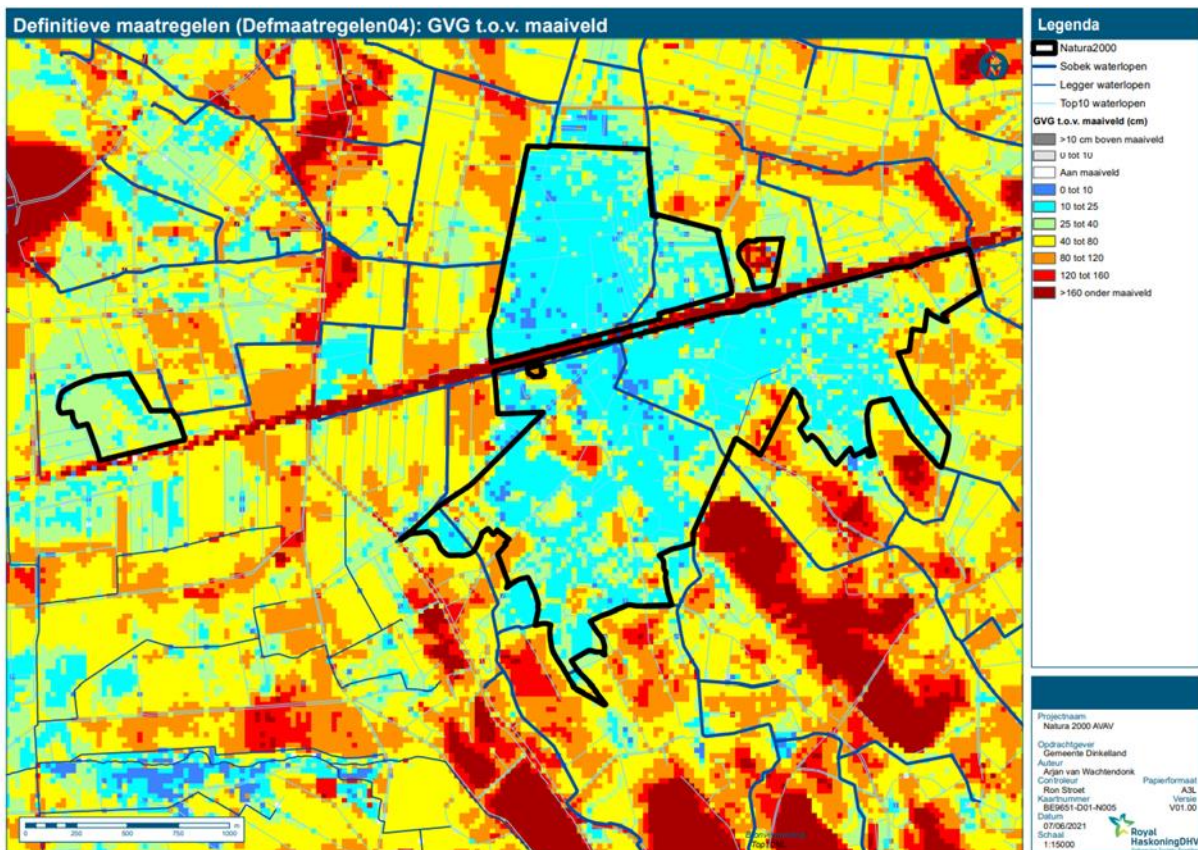 Definitieve maatregelen (Defmaatregelen04): GVG t.o.v. maaiveld
Legenda
Natura2000
Sobek waterlopen
Legger waterlopen
Top10 waterlopen
GVG t.o.v. maaiveld (cm)
>10 cm boven maaiveld
0 tot 10
Aan maaiveld
0 tot 10
10 tot 25
25 tot 40
40 tot 80
80 tot 120
120 tot 160
>160 onder maaiveld
0 250 500 750 1000 m
Projectnaam
Natura 2000 AVAV
Opdrachtgever
Gemeente Dinkelland
Auteur
Arjan van Wachtendonk
Controleur Papierformaat
Ron Stroet A3L
Kaartnummer Versie
BE9651-D01-N005 V01.00
Datum
07/06/2021
Schaal
1:15000
Royal
HaskoningDHV